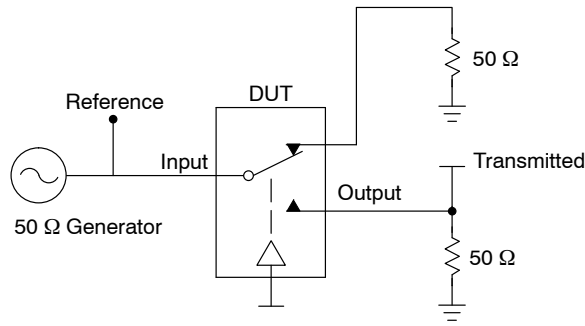 50 Ω
DUT
Reference
Input
Transmitted
Output
50 Ω Generator
50 Ω